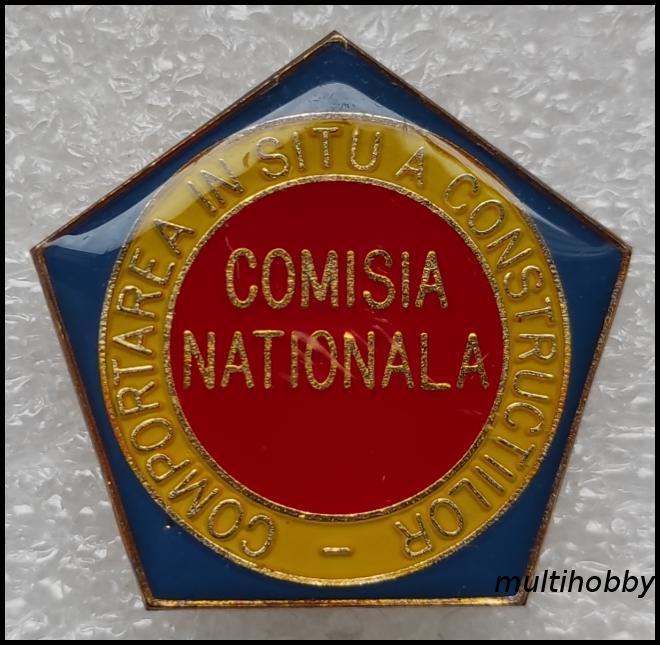 COMPORTAREA IN SITU A CONSTRUCTIILOR -
COMISIA
NATIONALA
multihobby